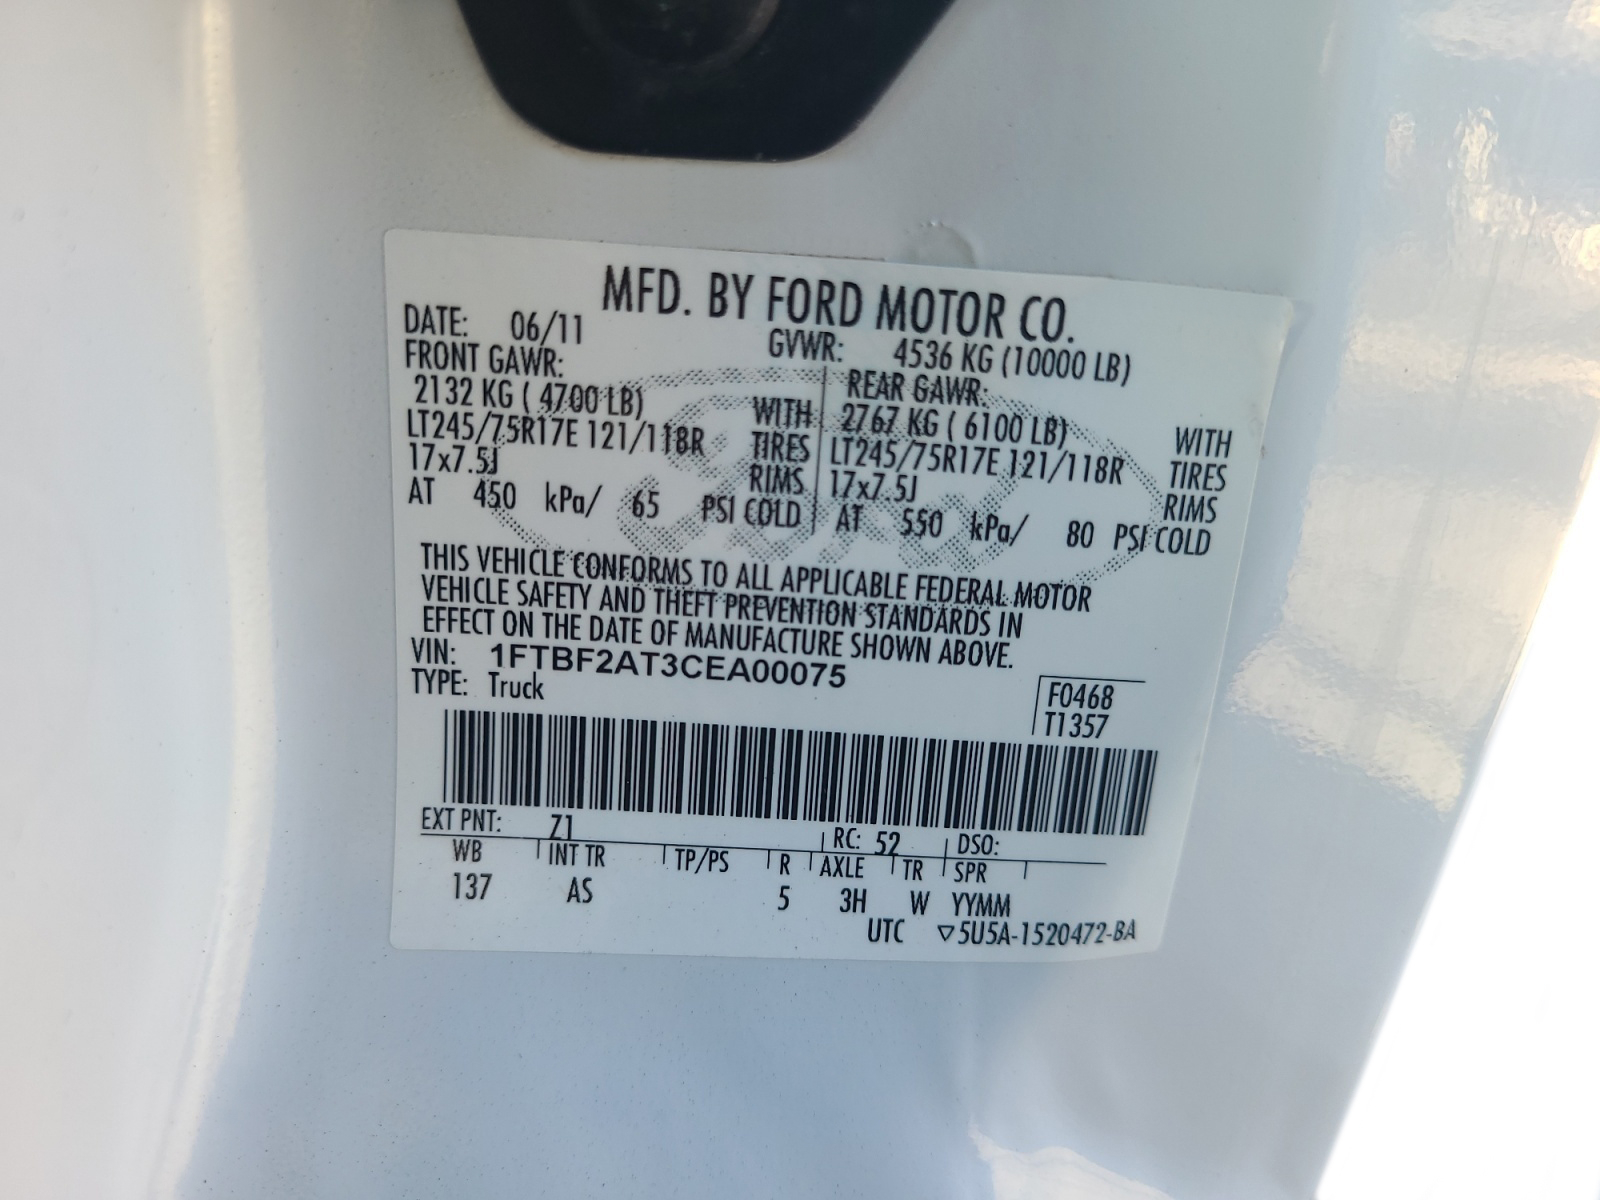 MFD. BY FORD MOTOR CO.
DATE: 06/11 GVWR: 4536 KG (10000 LB)
FRONT GAWR: REAR GAWR:
2132 KG ( 4700 LB) WITH 2767 KG ( 6100 LB) WITH
LT245/75R17E 121/118R TIRES LT245/75R17E 121/118R TIRES
17x7.5J RIMS 17x7.5J RIMS
AT 450 kPa/ 65 PSI COLD AT 550 kPa/ 80 PSI COLD
THIS VEHICLE CONFORMS TO ALL APPLICABLE FEDERAL MOTOR
VEHICLE SAFETY AND THEFT PREVENTION STANDARDS IN
EFFECT ON THE DATE OF MANUFACTURE SHOWN ABOVE.
VIN: 1FTBF2AT3CEA00075
TYPE: Truck F0468
T1357
EXT PNT: Z1 RC: 52 DSO:
WB INT TR TP/PS R AXLE TR SPR
137 AS 5 3H W YYMM
UTC ▽5U5A-1520472-BA